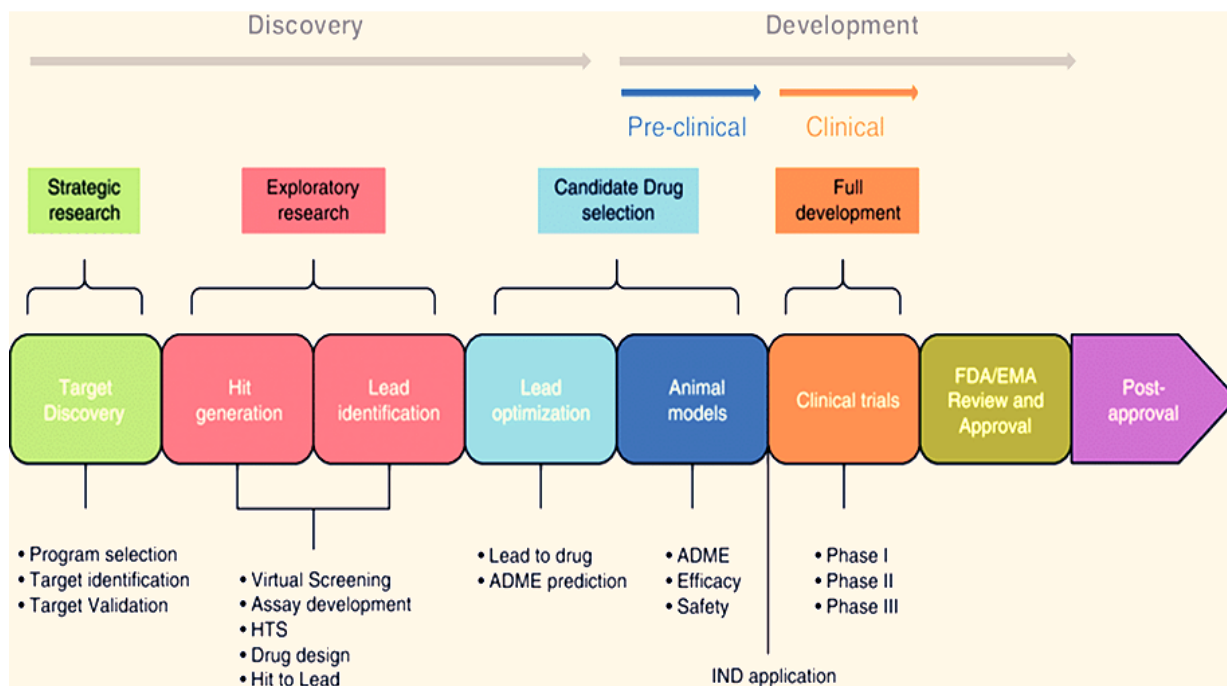 Discovery
Development
Pre-clinical
Clinical
Strategic
research
Exploratory
research
Candidate Drug
selection
Full
development
Target
Discovery
Hit
generation
Lead
identification
Lead
optimization
Animal
models
Clinical trials
FDA/EMA
Review and
Approval
Post-
approval
• Program selection
• Target identification
• Target Validation
• Virtual Screening
• Assay development
• HTS
• Drug design
• Hit to Lead
• Lead to drug
• ADME prediction
• ADME
• Efficacy
• Safety
• Phase I
• Phase II
• Phase III
IND application